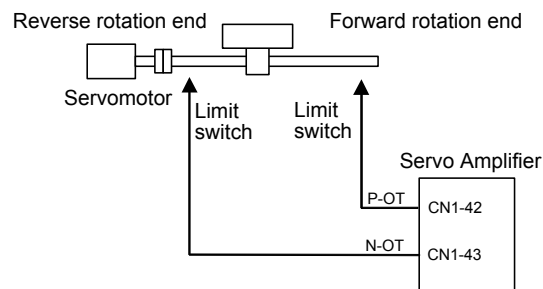 Reverse rotation end
Forward rotation end
Servomotor
Limit
switch
Limit
switch
Servo Amplifier
P-OT
CN1-42
N-OT
CN1-43